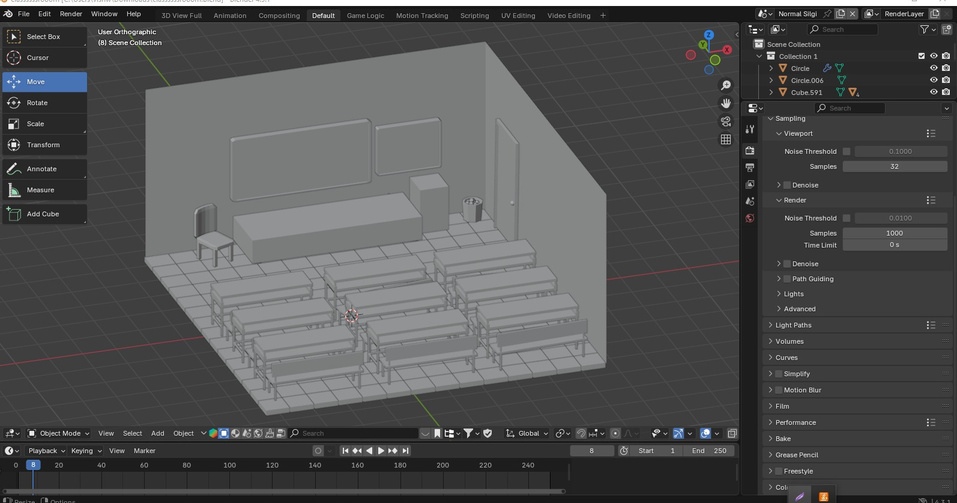 File Edit Render Window Help
3D View Full Animation Compositing Default Game Logic Motion Tracking Scripting UV Editing Video Editing
Normal Silgi
RenderLayer
Select Box
Cursor
Move
Rotate
Scale
Transform
Annotate
Measure
Add Cube
User Orthographic
(8) Scene Collection
Z
Y
X
Object Mode View Select Add Object Search Global
Playback Keying View Marker 8 Start 1 End 250
0 8 20 40 60 80 100 120 140 160 180 200 220 240
Search
Scene Collection
Collection 1
Circle
Circle.006
Cube.591
Search
Sampling
Viewport
Noise Threshold 0.1000
Samples 32
Denoise
Render
Noise Threshold 0.0100
Samples 1000
Time Limit 0 s
Denoise
Path Guiding
Lights
Advanced
Light Paths
Volumes
Curves
Simplify
Motion Blur
Film
Performance
Bake
Grease Pencil
Freestyle
Resize Options